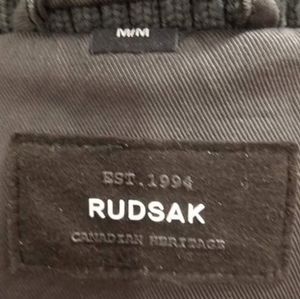 M/M
EST.1994
RUDSAK
CANADIAN HERITAGE